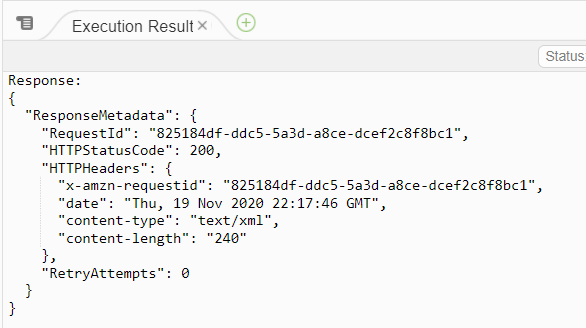 Execution Result ×
Status
Response:
{
  "ResponseMetadata": {
    "RequestId": "825184df-ddc5-5a3d-a8ce-dcef2c8f8bc1",
    "HTTPStatusCode": 200,
    "HTTPHeaders": {
      "x-amzn-requestid": "825184df-ddc5-5a3d-a8ce-dcef2c8f8bc1",
      "date": "Thu, 19 Nov 2020 22:17:46 GMT",
      "content-type": "text/xml",
      "content-length": "240"
    },
    "RetryAttempts": 0
  }
}